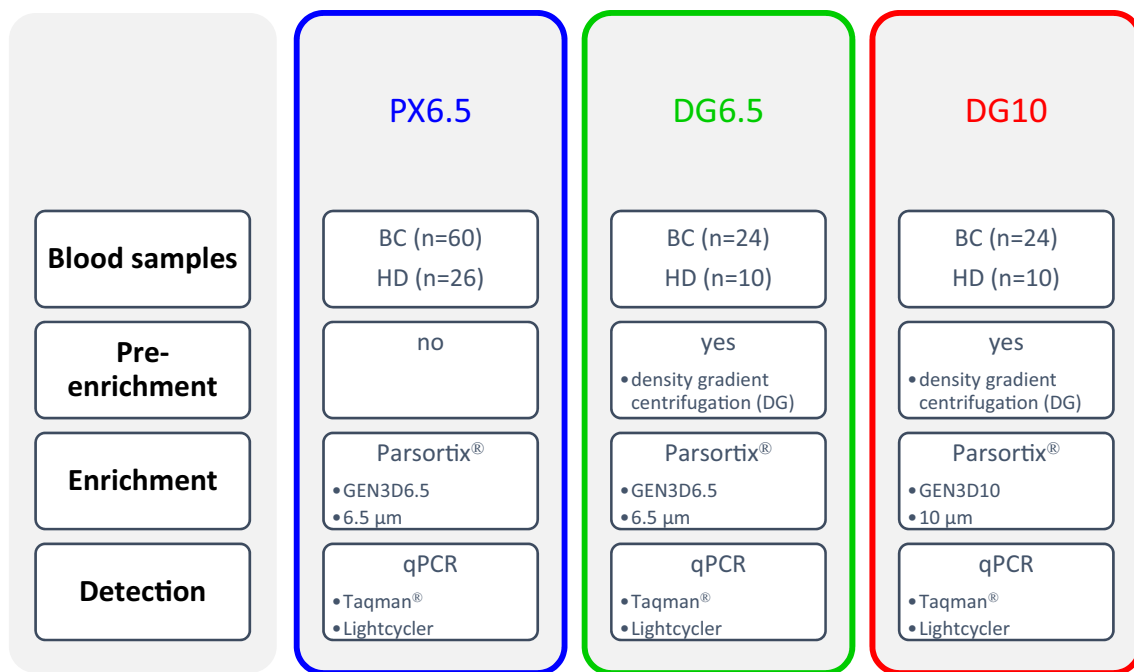 PX6.5
DG6.5
DG10
Blood samples
BC (n=60)
HD (n=26)
BC (n=24)
HD (n=10)
BC (n=24)
HD (n=10)
Pre-
enrichment
no
yes
•density gradient
centrifugation (DG)
yes
•density gradient
centrifugation (DG)
Enrichment
Parsortix®
•GEN3D6.5
•6.5 µm
Parsortix®
•GEN3D6.5
•6.5 µm
Parsortix®
•GEN3D10
•10 µm
Detection
qPCR
•Taqman®
•Lightcycler
qPCR
•Taqman®
•Lightcycler
qPCR
•Taqman®
•Lightcycler